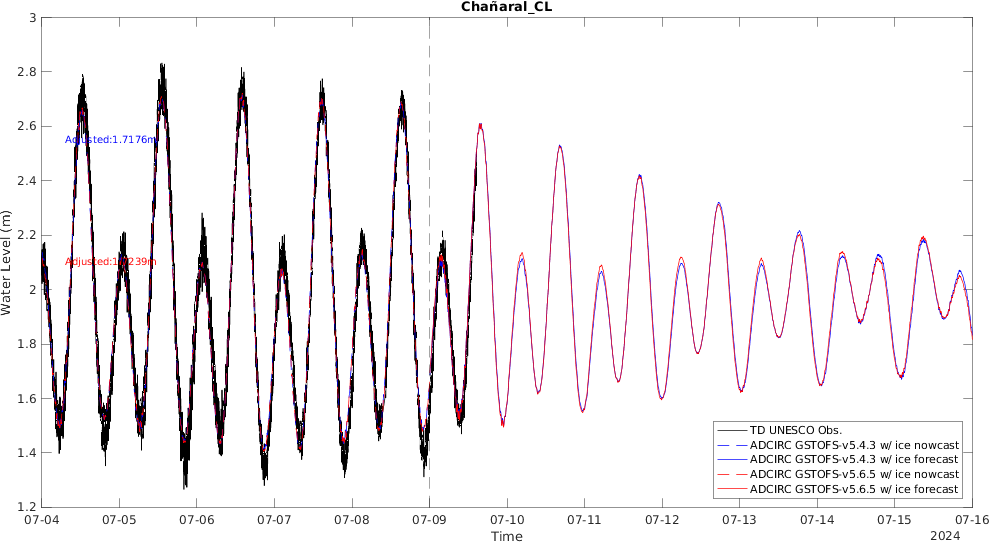 Chañaral_CL
3
2.8
2.6
2.4
2.2
2
1.8
1.6
1.4
1.2
Water Level (m)
Adjusted:1.7176m
TD UNESCO Obs.
ADCIRC GSTOFS-v5.4.3 w/ ice nowcast
ADCIRC GSTOFS-v5.4.3 w/ ice forecast
ADCIRC GSTOFS-v5.6.5 w/ ice nowcast
ADCIRC GSTOFS-v5.6.5 w/ ice forecast
07-04 07-05 07-06 07-07 07-08 07-09 07-10 07-11 07-12 07-13 07-14 07-15 07-16
Time
2024